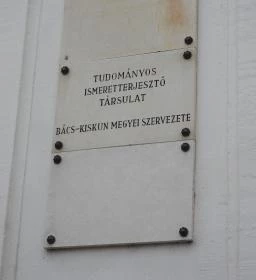 TUDOMÁNYOS
ISMERETTERJESZTŐ
TÁRSULAT
BÁCS-KISKUN MEGYEI SZERVEZETE